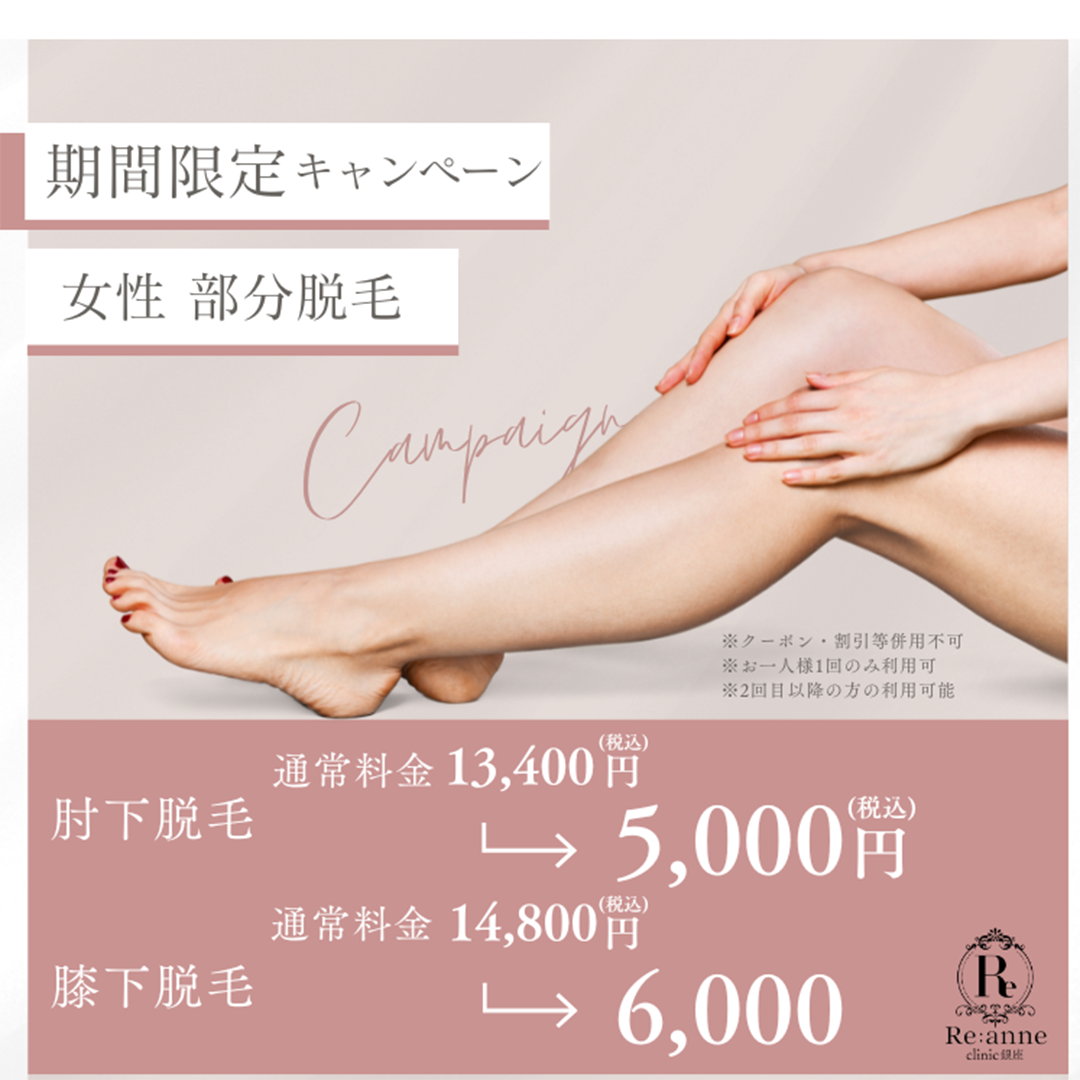 期間限定キャンペーン
女性 部分脱毛
Campaign
※クーポン・割引等併用不可
※お一人様1回のみ利用可
※2回目以降の方の利用可能
通常料金 13,400円(税込)
肘下脱毛
5,000円(税込)
通常料金 14,800円(税込)
膝下脱毛
6,000
Re
Re:anne
clinic 銀座